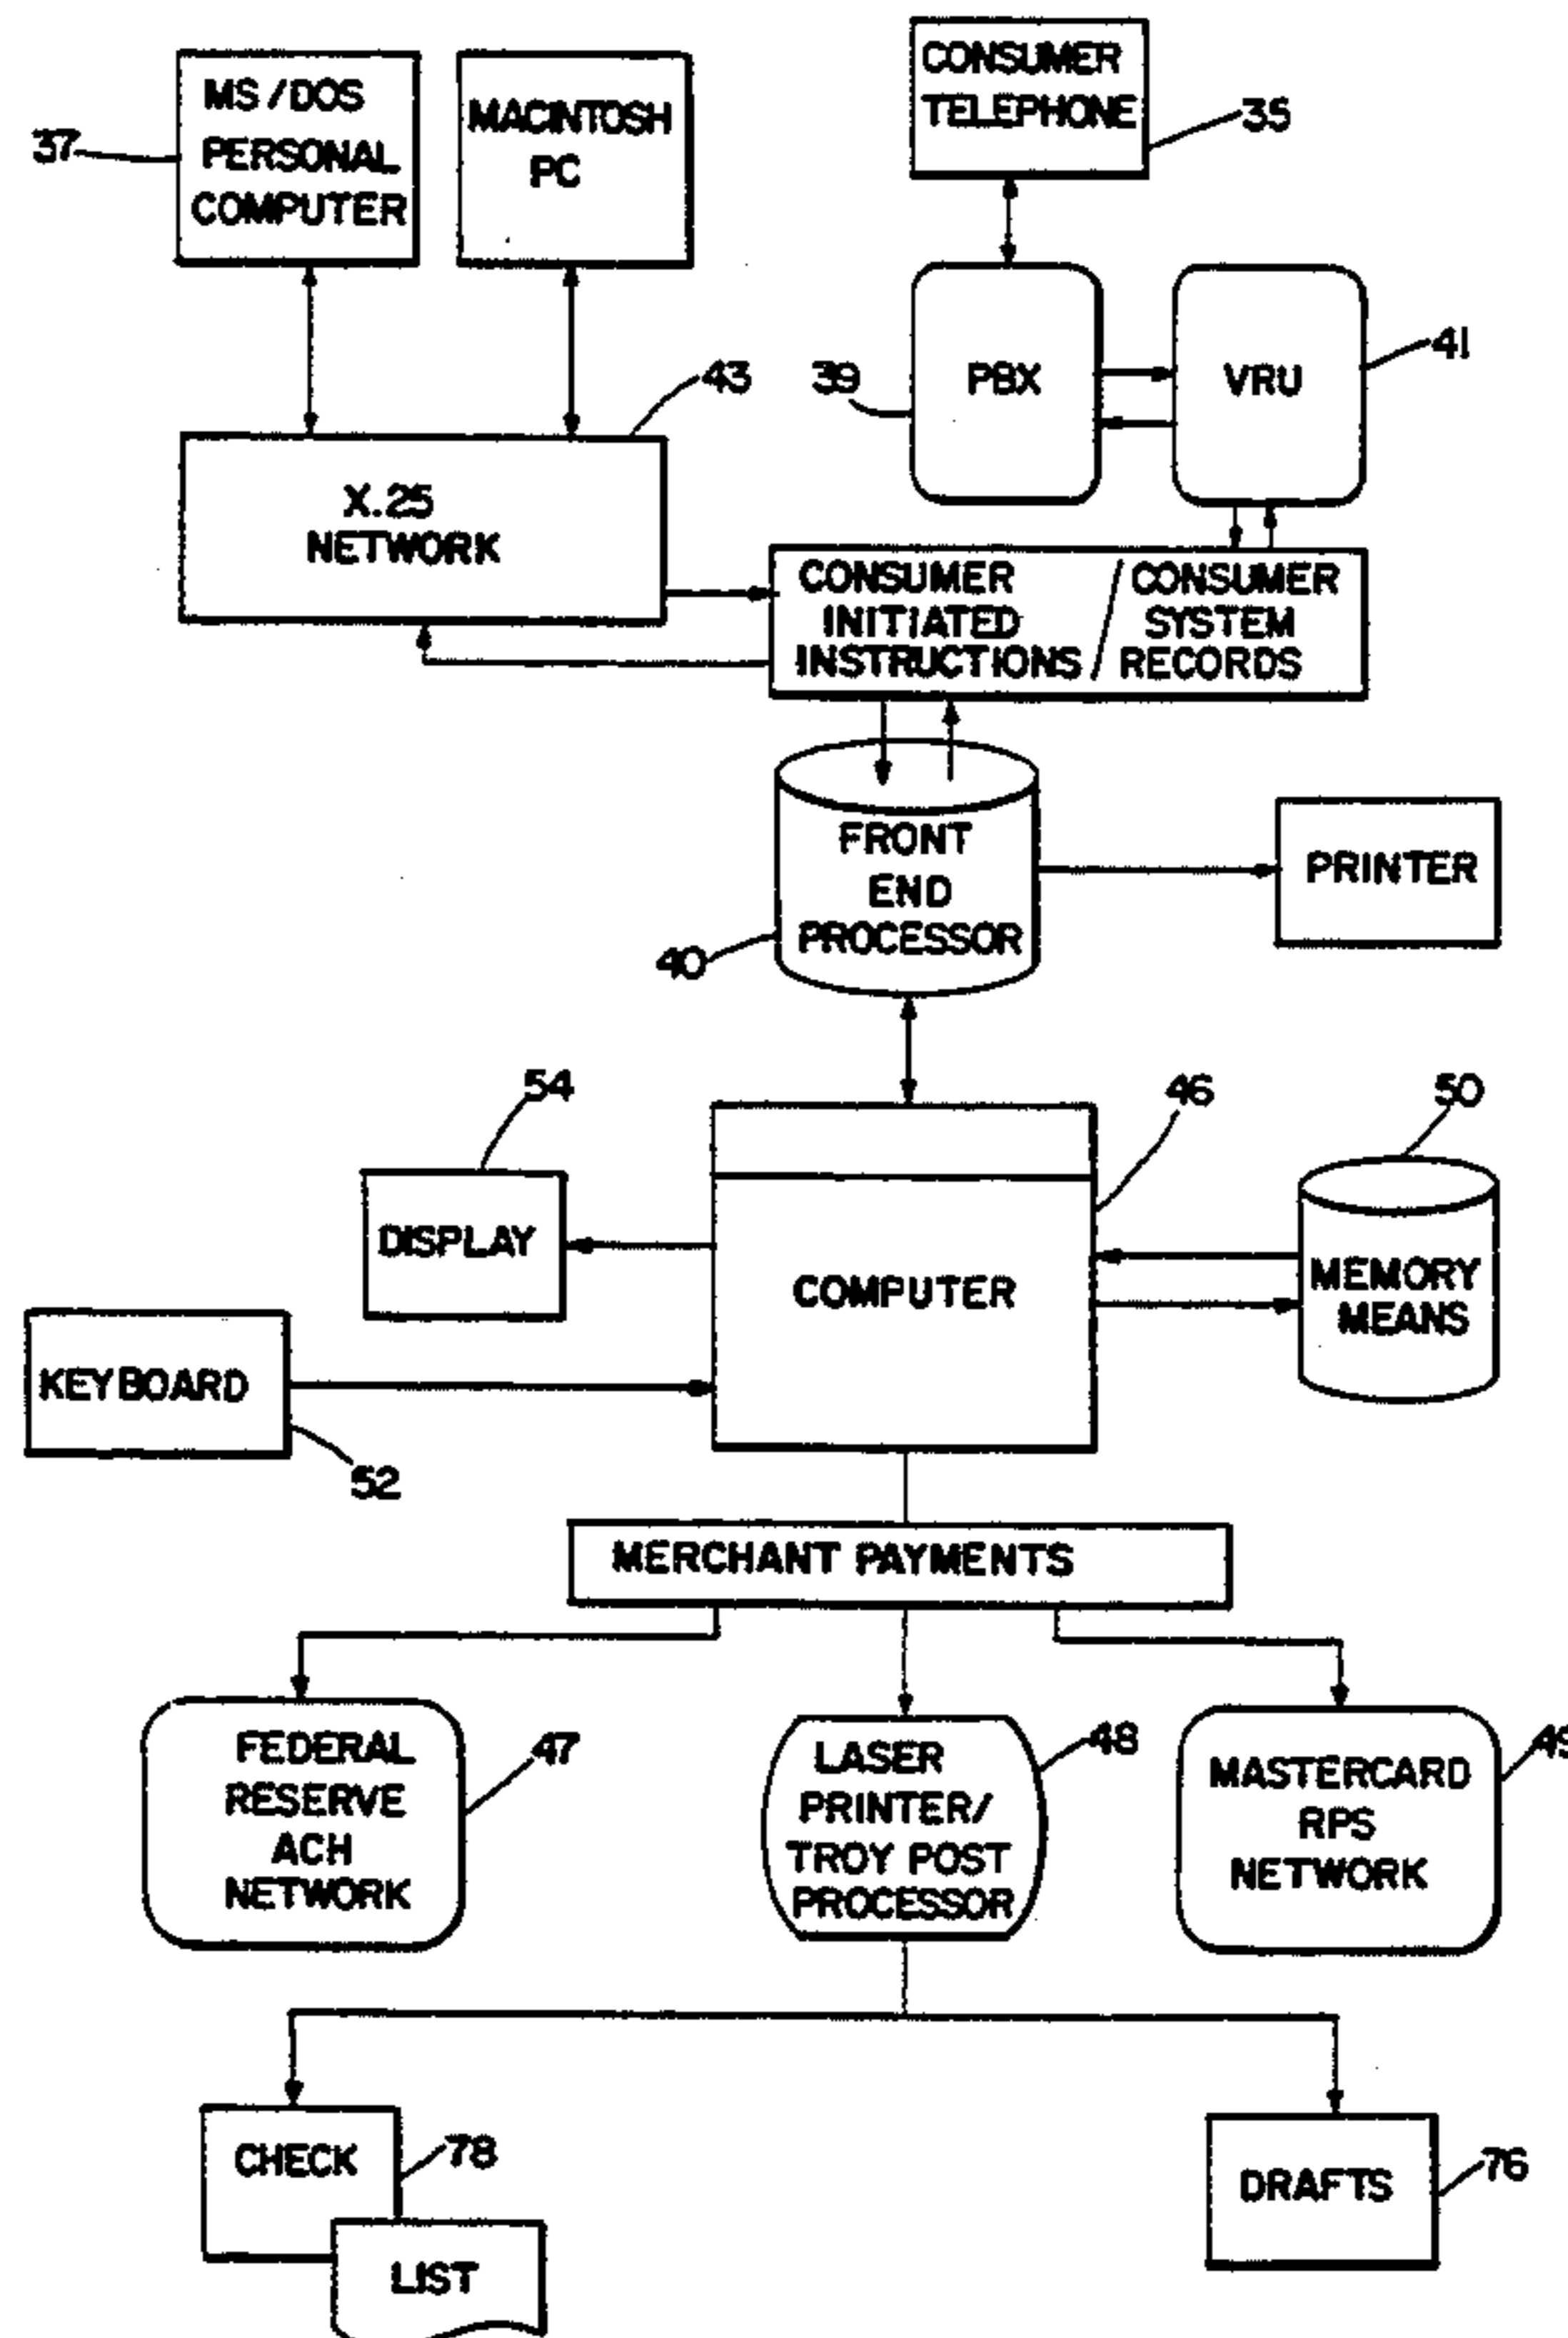 MS/DOS
PERSONAL
COMPUTER
37
MACINTOSH
PC
CONSUMER
TELEPHONE
35
43
X.25
NETWORK
39
PBX
VRU
41
CONSUMER
INITIATED
INSTRUCTIONS
/
CONSUMER
SYSTEM
RECORDS
FRONT
END
PROCESSOR
40
PRINTER
54
DISPLAY
46
COMPUTER
50
MEMORY
MEANS
KEYBOARD
52
MERCHANT PAYMENTS
FEDERAL
RESERVE
ACH
NETWORK
47
LASER
PRINTER/
TROY POST
PROCESSOR
48
MASTERCARD
RPS
NETWORK
49
CHECK
78
LIST
DRAFTS
76